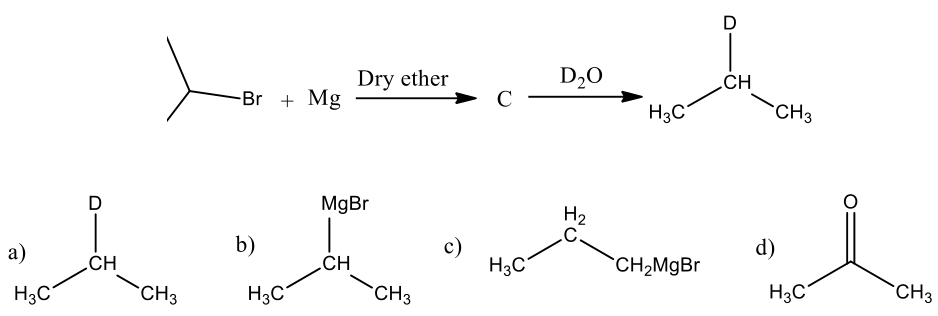 D
Dry ether
D₂O
Br + Mg C CH
H₃C CH₃
D MgBr H₂ O
a) CH b) CH c) C d)
H₃C CH₃ H₃C CH₃ H₃C CH₂MgBr H₃C CH₃